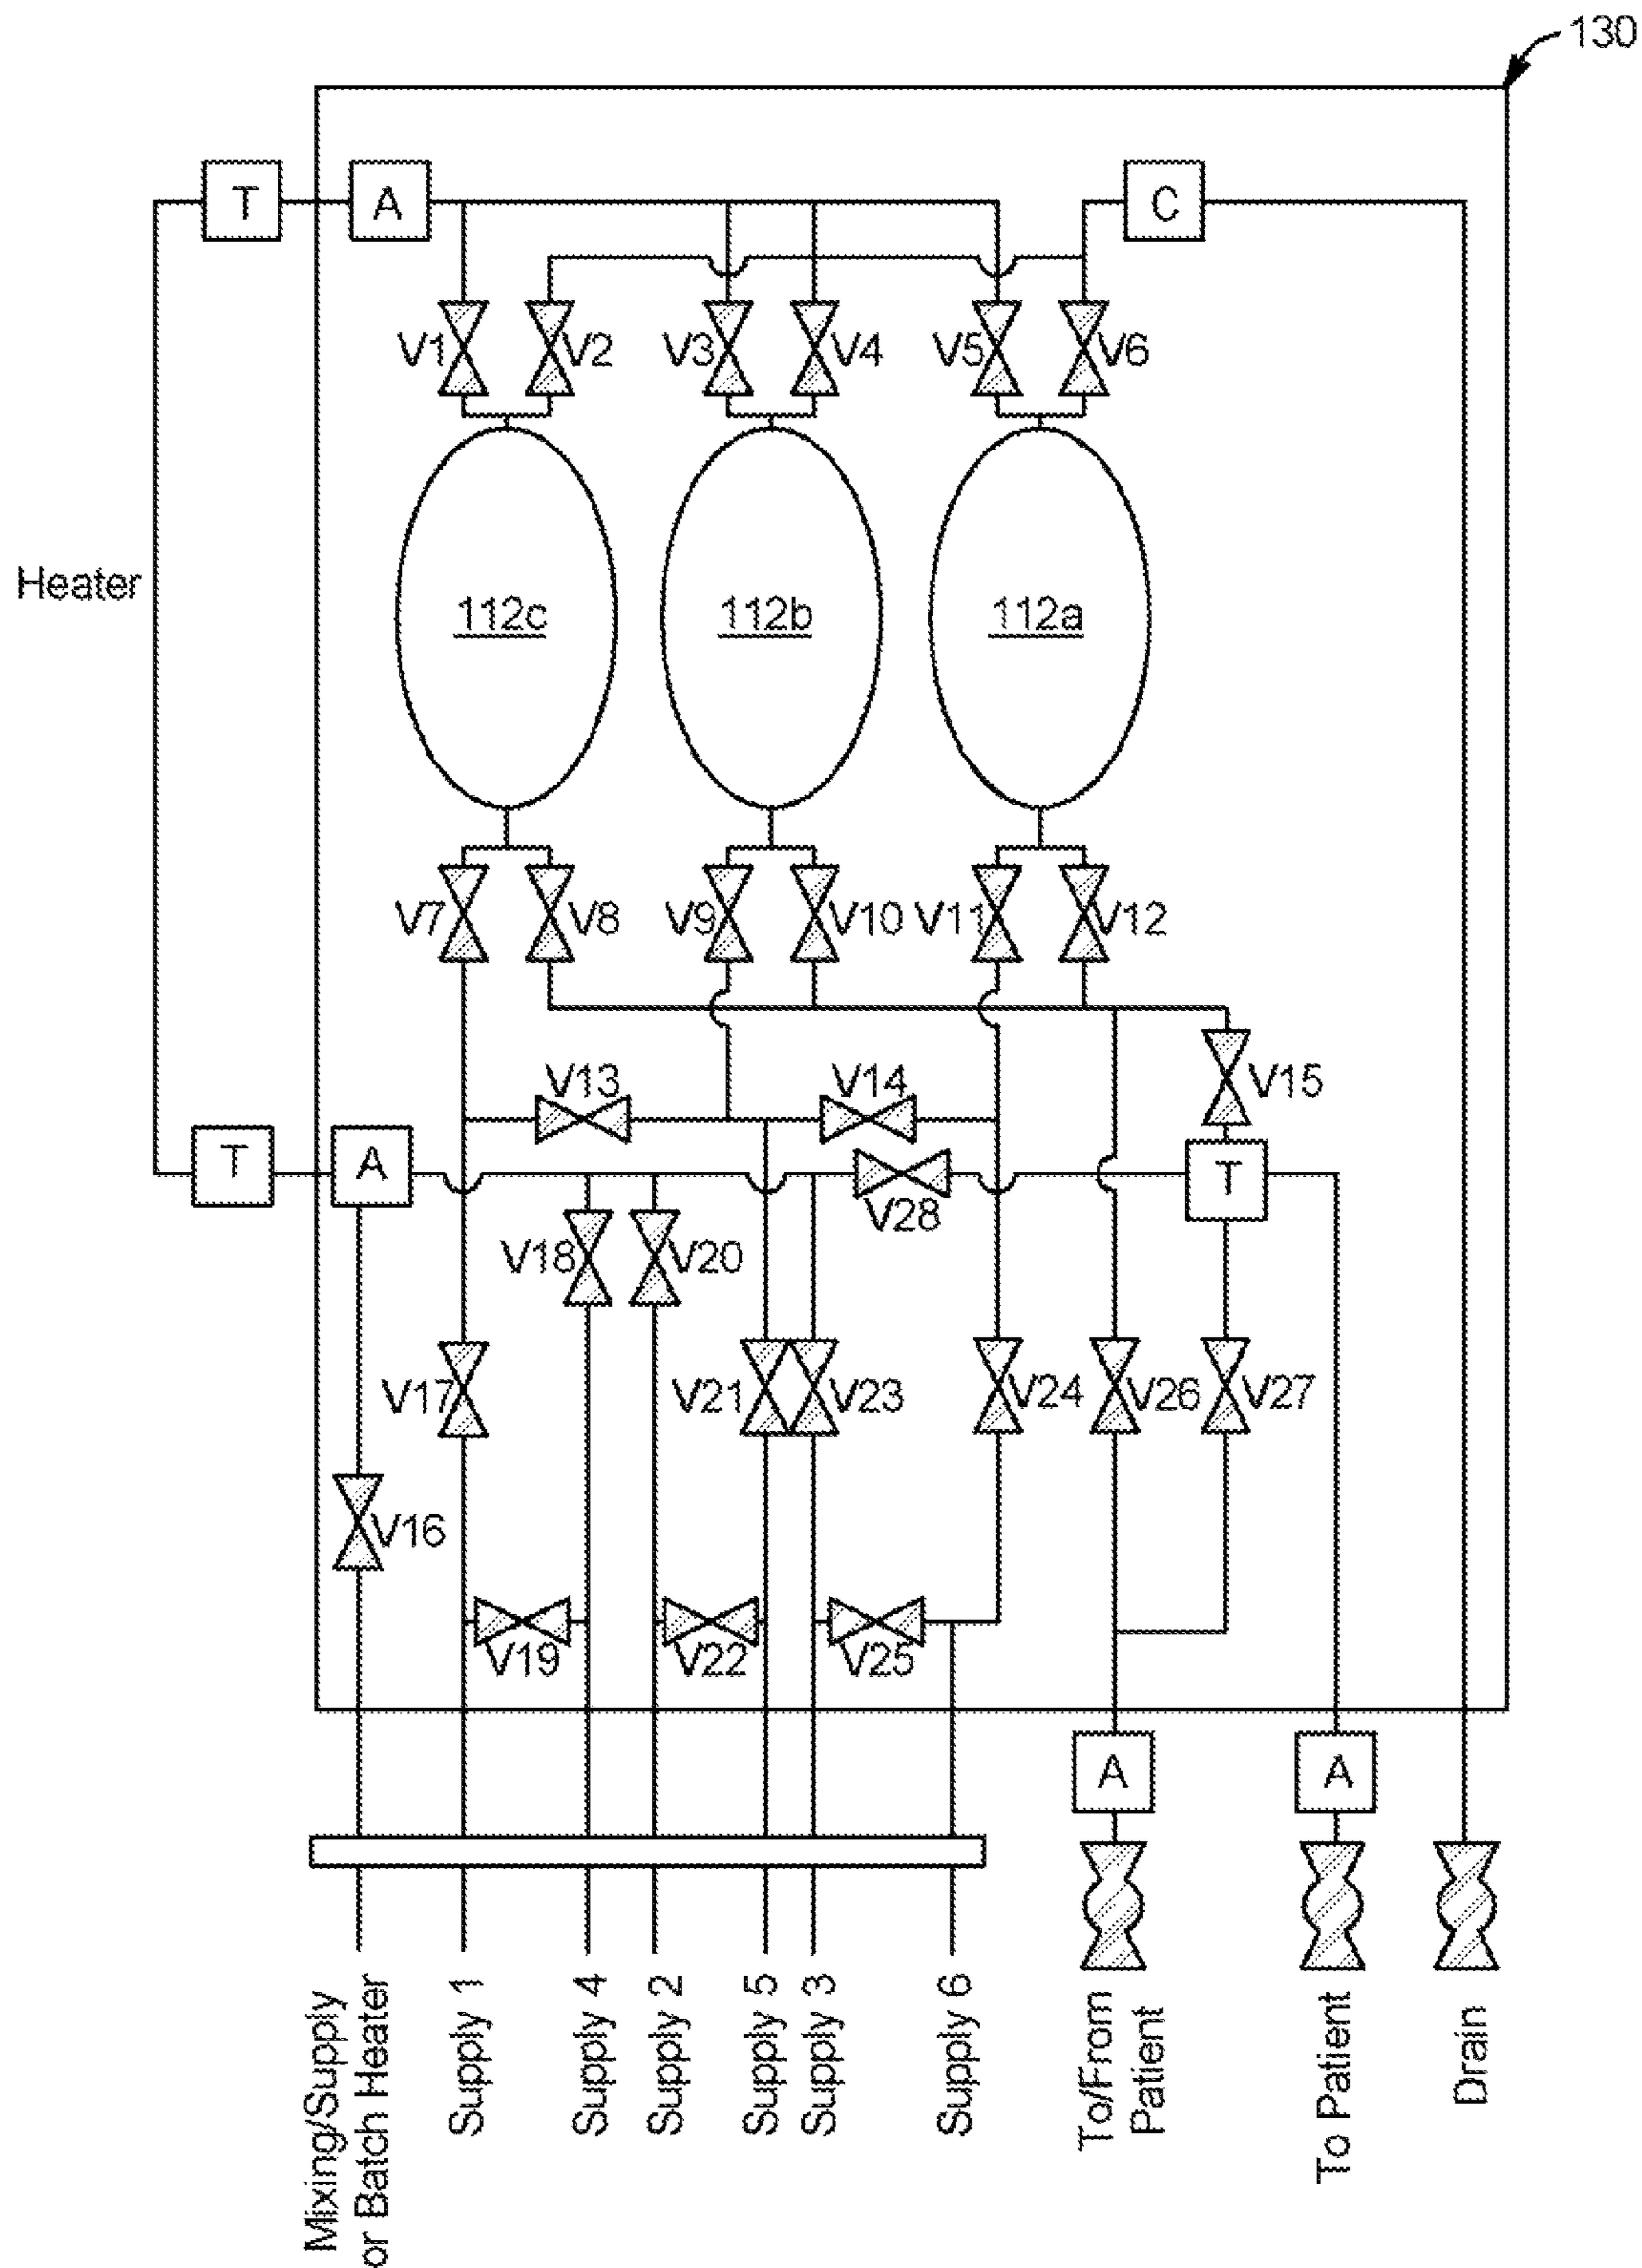 130
T
A
C
V1
V2
V3
V4
V5
V6
Heater
112c
112b
112a
V7
V8
V9
V10
V11
V12
V13
V14
V15
T
A
T
V28
V18
V20
V17
V21
V23
V24
V26
V27
V16
V19
V22
V25
A
A
Mixing/Supply
or Batch Heater
Supply 1
Supply 4
Supply 2
Supply 5
Supply 3
Supply 6
To/From
Patient
To Patient
Drain